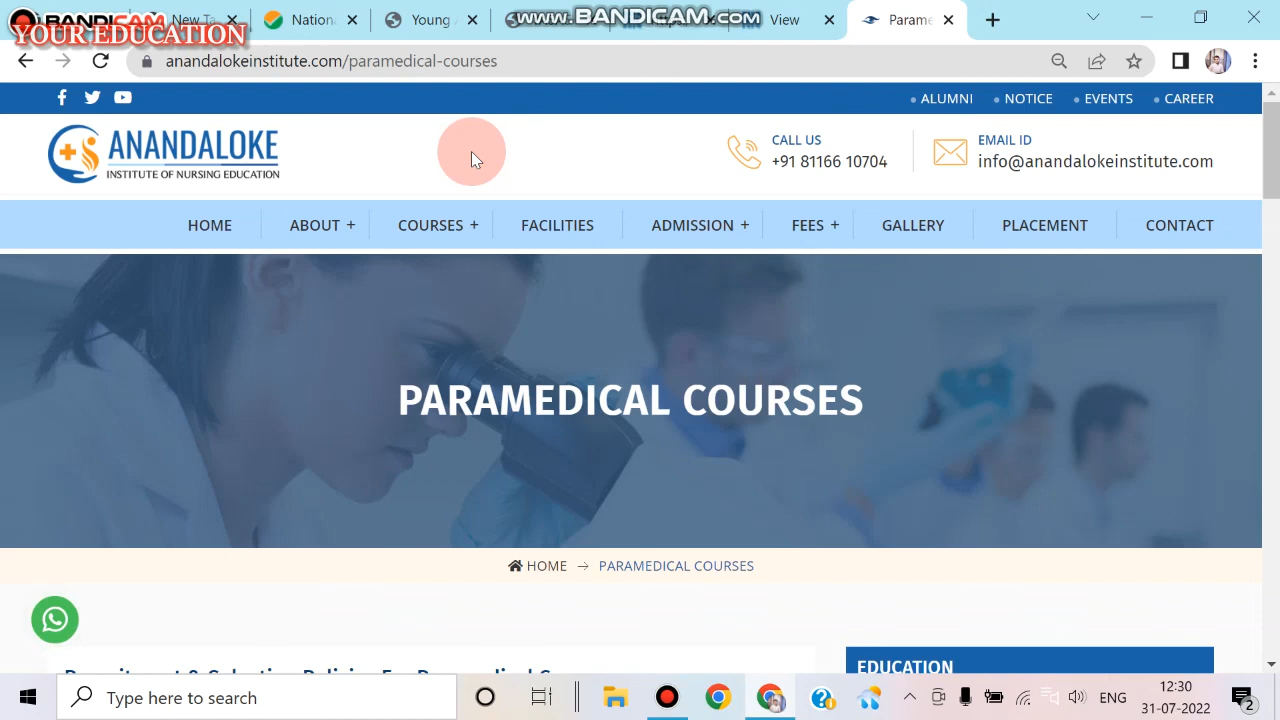 BANDICAM
YOUR EDUCATION
New Ta
Nation
Young
www.BANDICAM.com
View
Parame
anandalokeinstitute.com/paramedical-courses
ALUMNI
NOTICE
EVENTS
CAREER
ANANDALOKE
INSTITUTE OF NURSING EDUCATION
CALL US
+91 81166 10704
EMAIL ID
info@anandalokeinstitute.com
HOME
ABOUT +
COURSES +
FACILITIES
ADMISSION +
FEES +
GALLERY
PLACEMENT
CONTACT
PARAMEDICAL COURSES
HOME → PARAMEDICAL COURSES
EDUCATION
Type here to search
ENG
12:30
31-07-2022
2